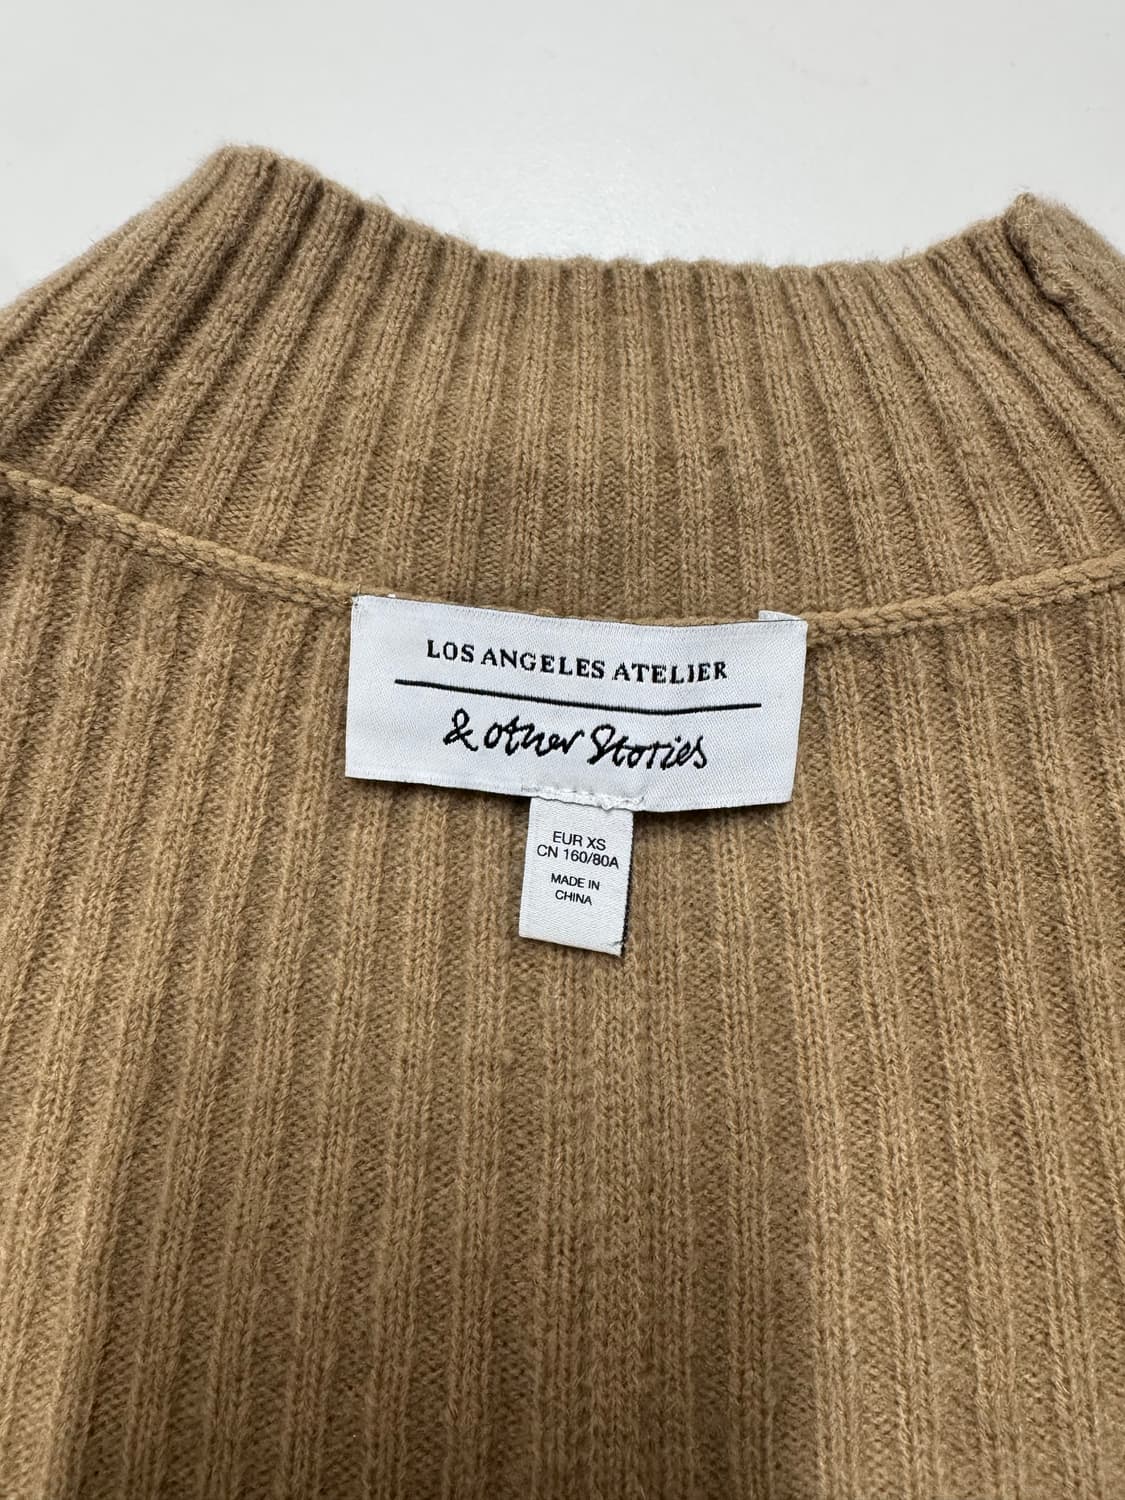 LOS ANGELES ATELIER
& other Stories
EUR XS
CN 160/80A
MADE IN
CHINA